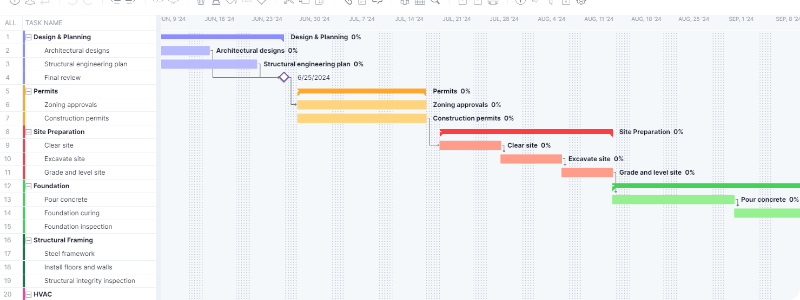 ALL TASK NAME UN, 9 '24 JUN, 16 '24 JUN, 23 '24 JUN, 30 '24 JUL, 7 '24 JUL, 14 '24 JUL, 21 '24 JUL, 28 '24 AUG, 4 '24 AUG, 11 '24 AUG, 18 '24 AUG, 25 '24 SEP, 1 '24 SEP, 8 '24
1 Design & Planning Design & Planning 0%
2 Architectural designs Architectural designs 0%
3 Structural engineering plan Structural engineering plan 0%
4 Final review 6/25/2024
5 Permits Permits 0%
6 Zoning approvals Zoning approvals 0%
7 Construction permits Construction permits 0%
8 Site Preparation Site Preparation 0%
9 Clear site Clear site 0%
10 Excavate site Excavate site 0%
11 Grade and level site Grade and level site 0%
12 Foundation
13 Pour concrete Pour concrete 0%
14 Foundation curing
15 Foundation inspection
16 Structural Framing
17 Steel framework
18 Install floors and walls
19 Structural integrity inspection
20 HVAC